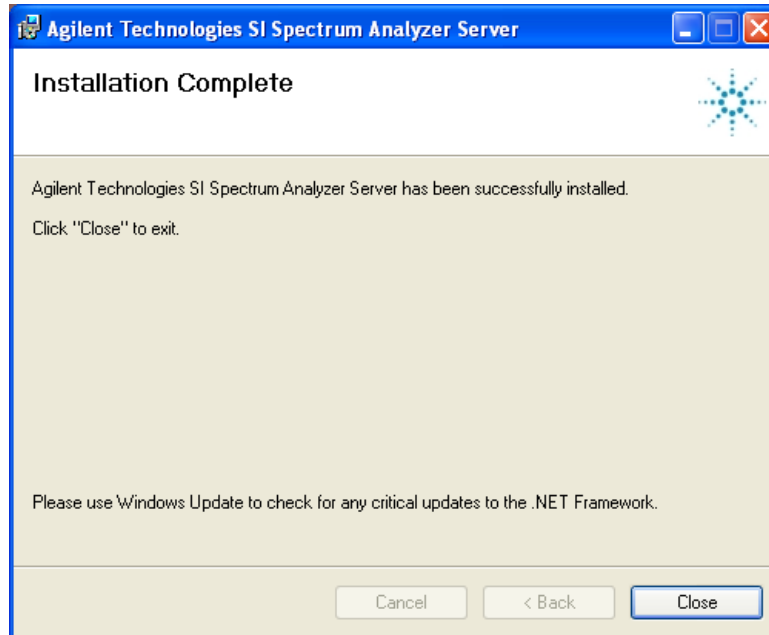 Agilent Technologies SI Spectrum Analyzer Server
Installation Complete
Agilent Technologies SI Spectrum Analyzer Server has been successfully installed.
Click "Close" to exit.
Please use Windows Update to check for any critical updates to the .NET Framework.
Cancel
< Back
Close